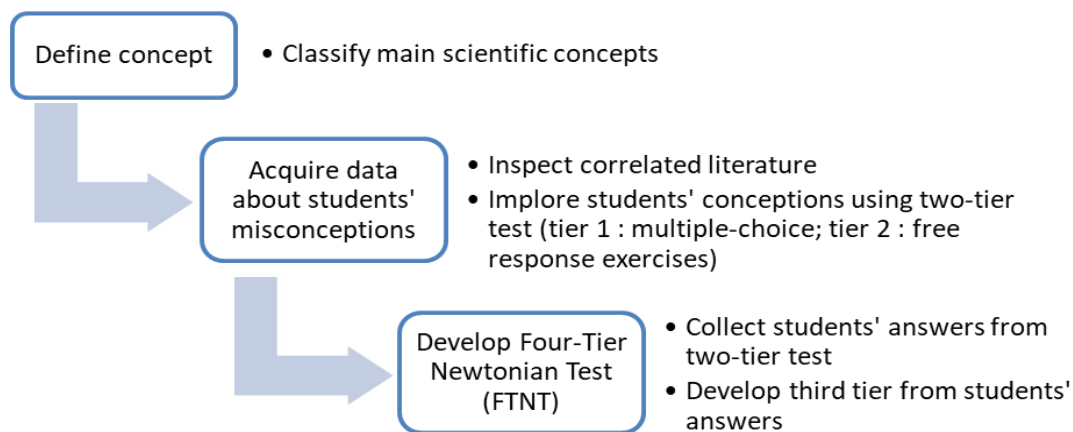 Define concept
• Classify main scientific concepts
Acquire data
about students'
misconceptions
• Inspect correlated literature
• Implore students' conceptions using two-tier
test (tier 1 : multiple-choice; tier 2 : free
response exercises)
Develop Four-Tier
Newtonian Test
(FTNT)
• Collect students' answers from
two-tier test
• Develop third tier from students'
answers